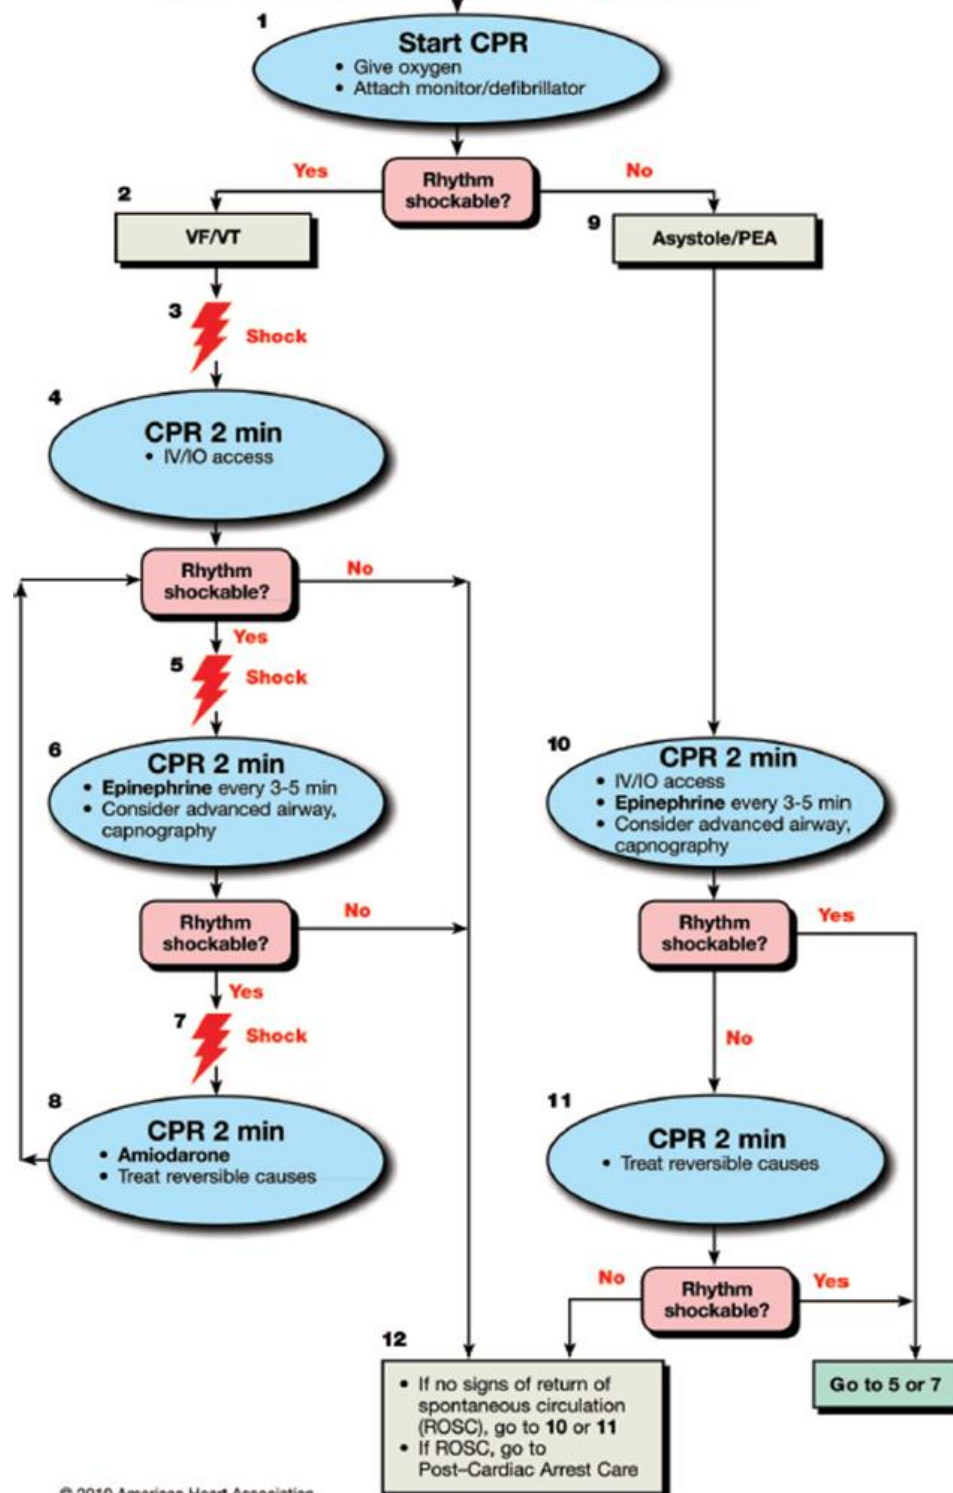 1
Start CPR
• Give oxygen
• Attach monitor/defibrillator
Yes
Rhythm
shockable?
No
2
VF/VT
9
Asystole/PEA
3
Shock
4
CPR 2 min
• IV/IO access
Rhythm
shockable?
No
Yes
5
Shock
6
CPR 2 min
• Epinephrine every 3-5 min
• Consider advanced airway,
capnography
10
CPR 2 min
• IV/IO access
• Epinephrine every 3-5 min
• Consider advanced airway,
capnography
Rhythm
shockable?
No
Rhythm
shockable?
Yes
Yes
7
Shock
No
8
CPR 2 min
• Amiodarone
• Treat reversible causes
11
CPR 2 min
• Treat reversible causes
No
Rhythm
shockable?
Yes
12
• If no signs of return of
spontaneous circulation
(ROSC), go to 10 or 11
• If ROSC, go to
Post–Cardiac Arrest Care
Go to 5 or 7
© 2010 American Heart Association